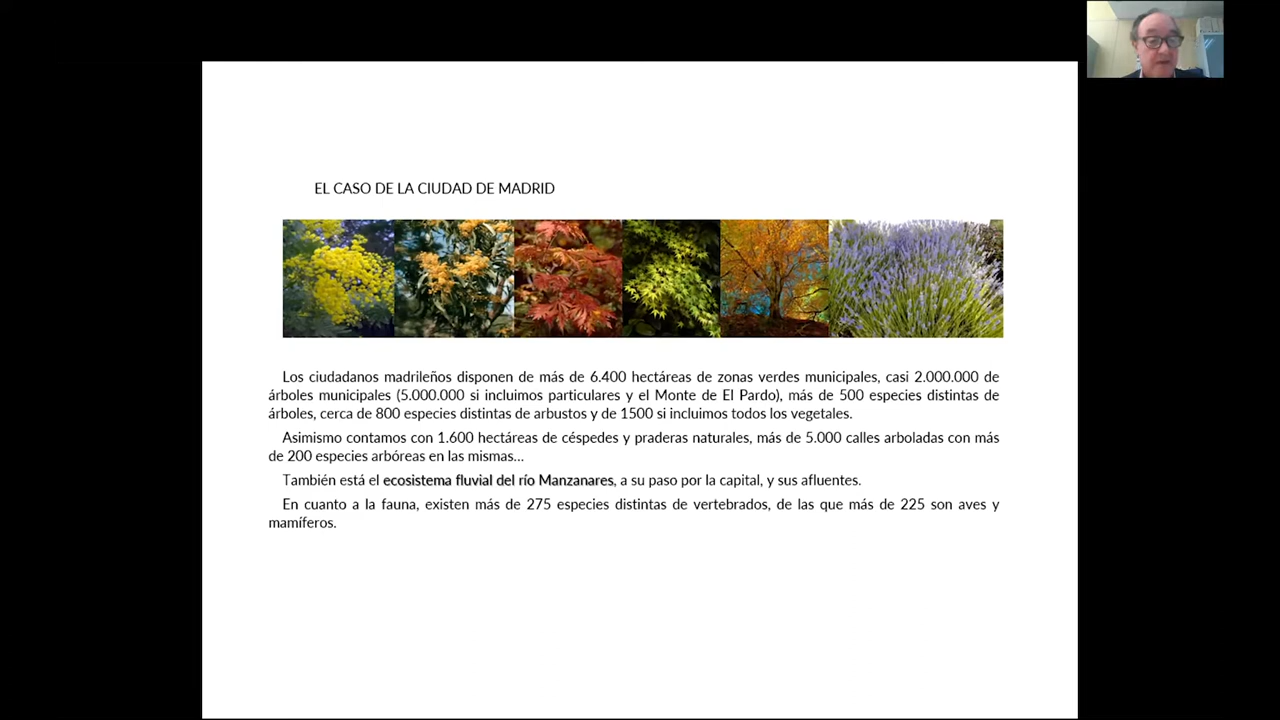 EL CASO DE LA CIUDAD DE MADRID
Los ciudadanos madrileños disponen de más de 6.400 hectáreas de zonas verdes municipales, casi 2.000.000 de
árboles municipales (5.000.000 si incluimos particulares y el Monte de El Pardo), más de 500 especies distintas de
árboles, cerca de 800 especies distintas de arbustos y de 1500 si incluimos todos los vegetales.
Asimismo contamos con 1.600 hectáreas de céspedes y praderas naturales, más de 5.000 calles arboladas con más
de 200 especies arbóreas en las mismas...
También está el ecosistema fluvial del río Manzanares, a su paso por la capital, y sus afluentes.
En cuanto a la fauna, existen más de 275 especies distintas de vertebrados, de las que más de 225 son aves y
mamíferos.